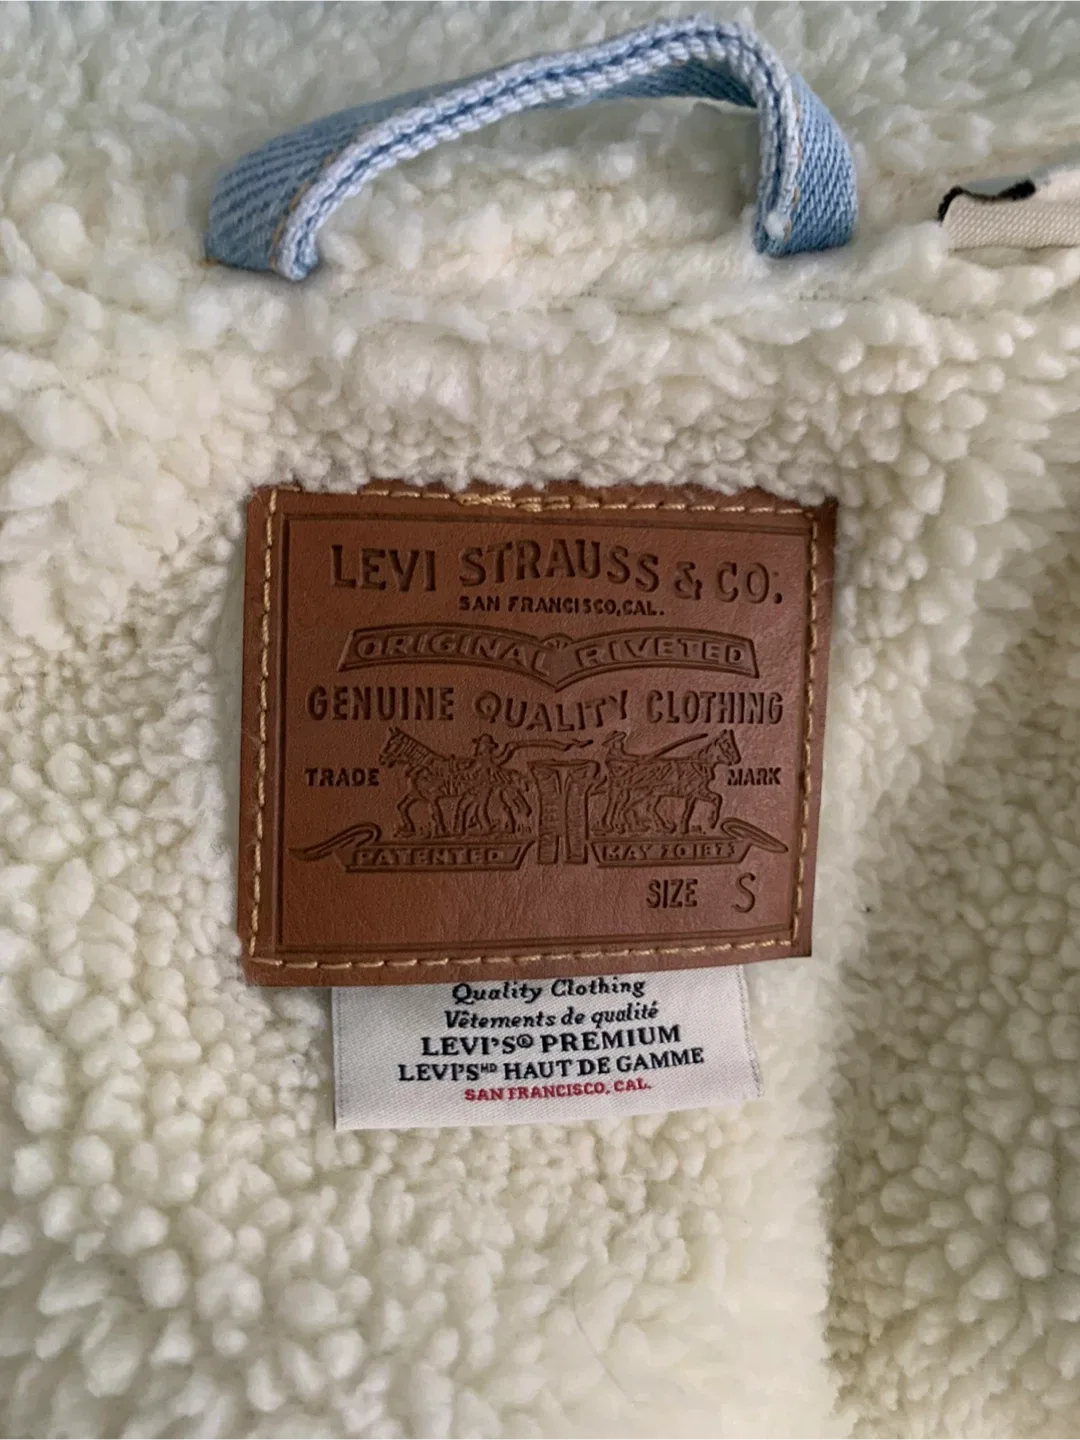 LEVI STRAUSS & CO.
SAN FRANCISCO, CAL.
ORIGINAL RIVETED
GENUINE QUALITY CLOTHING
TRADE MARK
PATENTED MAY 20 1873
SIZE S
Quality Clothing
Vêtements de qualité
LEVI'S® PREMIUM
LEVI'S HD HAUT DE GAMME
SAN FRANCISCO, CAL.